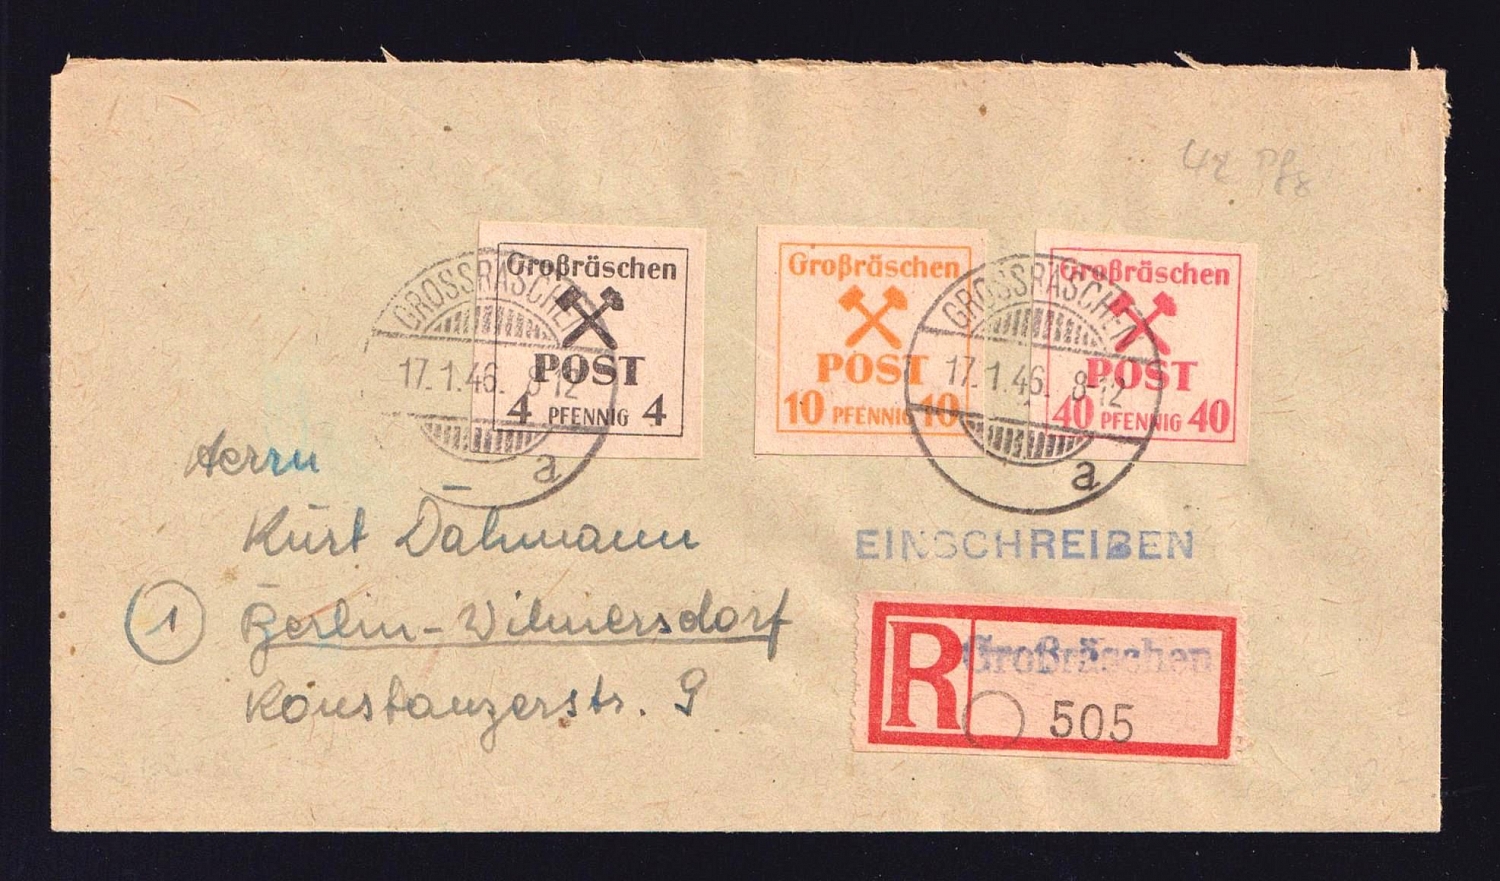 Großräschen
POST
4 PFENNIG 4
Großräschen
POST
10 PFENNIG 10
Großräschen
POST
40 PFENNIG 40
GROSSRÄSCHEN
17.1.46. 8-12
a
GROSSRÄSCHEN
17.1.46. 8-12
a
Herrn
Kurt Dahmann
1 Berlin-Wilmersdorf
Konstanzerstr. 9
EINSCHREIBEN
R Großräschen
505